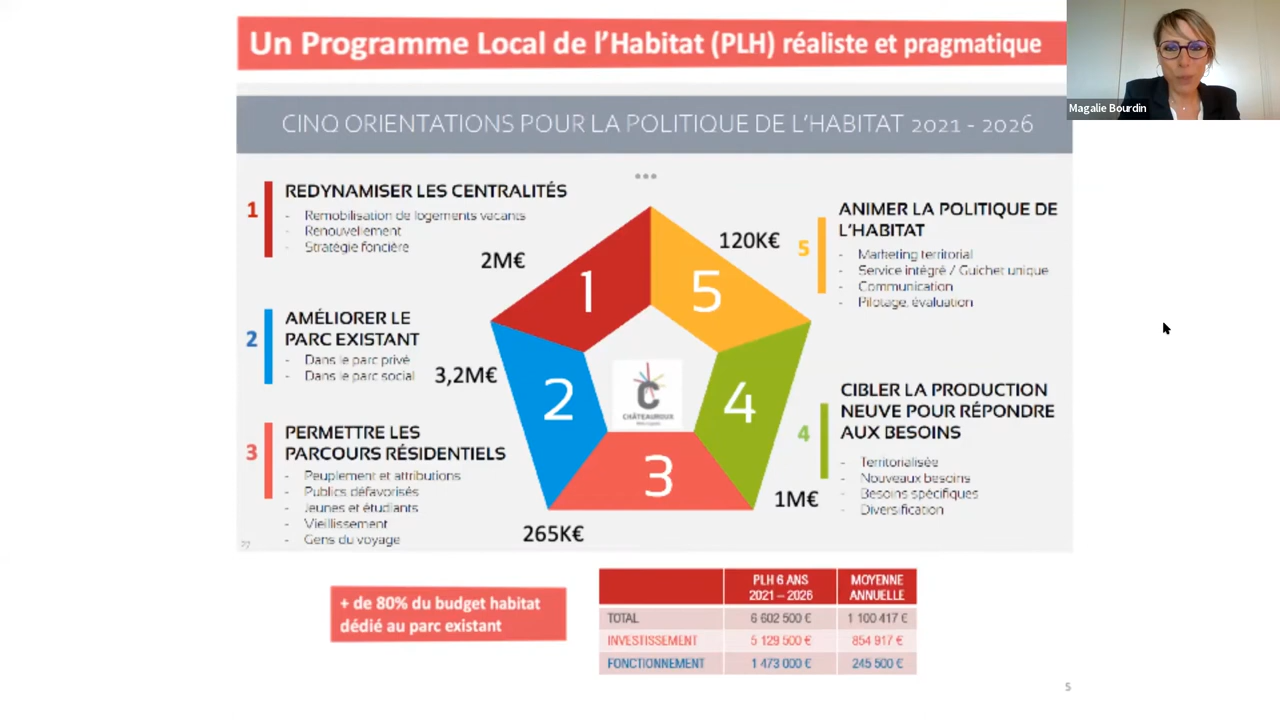 Un Programme Local de l'Habitat (PLH) réaliste et pragmatique
Magalie Bourdin
CINQ ORIENTATIONS POUR LA POLITIQUE DE L'HABITAT 2021 - 2026
1
REDYNAMISER LES CENTRALITÉS
- Remobilisation de logements vacants
- Renouvellement
- Stratégie foncière
2M€
2
AMÉLIORER LE
PARC EXISTANT
- Dans le parc privé
- Dans le parc social
3,2M€
3
PERMETTRE LES
PARCOURS RÉSIDENTIELS
- Peuplement et attributions
- Publics défavorisés
- Jeunes et étudiants
- Vieillissement
- Gens du voyage
265K€
1
5
2
4
3
CHÂTEAUROUX
120K€
5
ANIMER LA POLITIQUE DE
L'HABITAT
- Marketing territorial
- Service intégré / Guichet unique
- Communication
- Pilotage, évaluation
4
CIBLER LA PRODUCTION
NEUVE POUR RÉPONDRE
AUX BESOINS
- Territorialisée
- Nouveaux besoins
- Besoins spécifiques
- Diversification
1M€
27
+ de 80% du budget habitat
dédié au parc existant
PLH 6 ANS
2021 – 2026
MOYENNE
ANNUELLE
TOTAL 6 602 500 € 1 100 417 €
INVESTISSEMENT 5 129 500 € 854 917 €
FONCTIONNEMENT 1 473 000 € 245 500 €
5